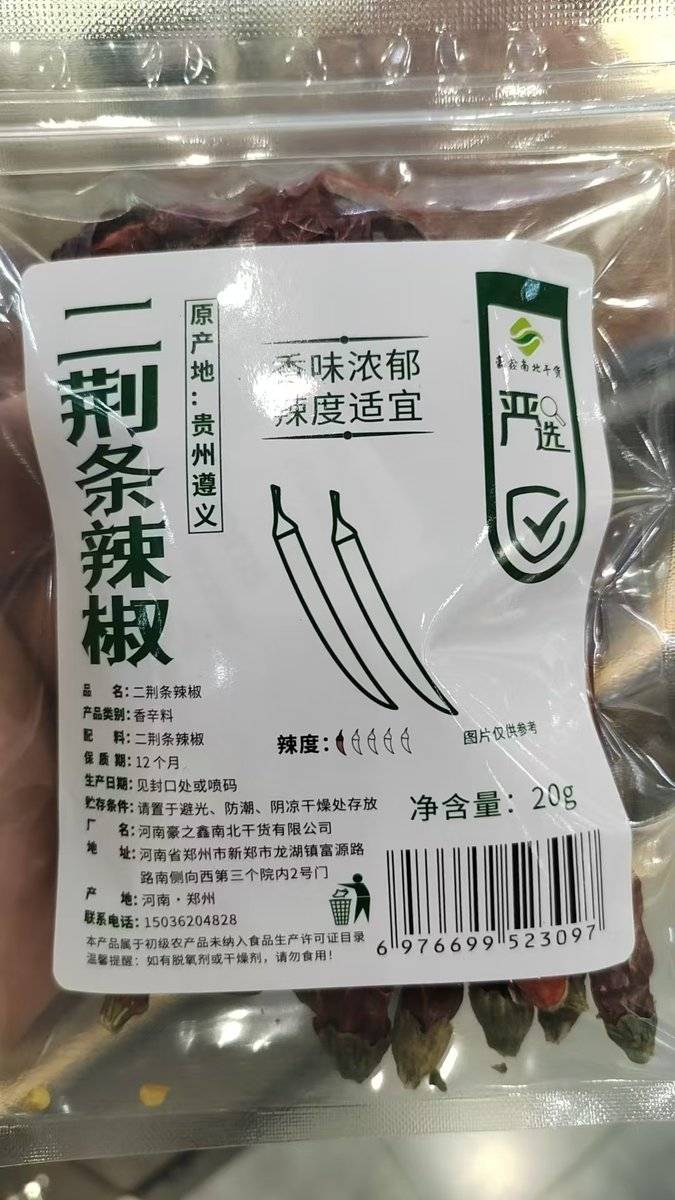 二荆条辣椒
原产地：贵州遵义
香味浓郁
辣度适宜
豪鑫南北干货
严选
辣度：
图片仅供参考
品 名：二荆条辣椒
产品类别：香辛料
配 料：二荆条辣椒
保 质 期：12个月
生产日期：见封口处或喷码
贮存条件：请置于避光、防潮、阴凉干燥处存放
厂 名：河南豪之鑫南北干货有限公司
地 址：河南省郑州市新郑市龙湖镇富源路
路南侧向西第三个院内2号门
产 地：河南·郑州
联系电话：15036204828
本产品属于初级农产品未纳入食品生产许可证目录
温馨提醒：如有脱氧剂或干燥剂，请勿食用！
净含量：20g
6 976699 523097